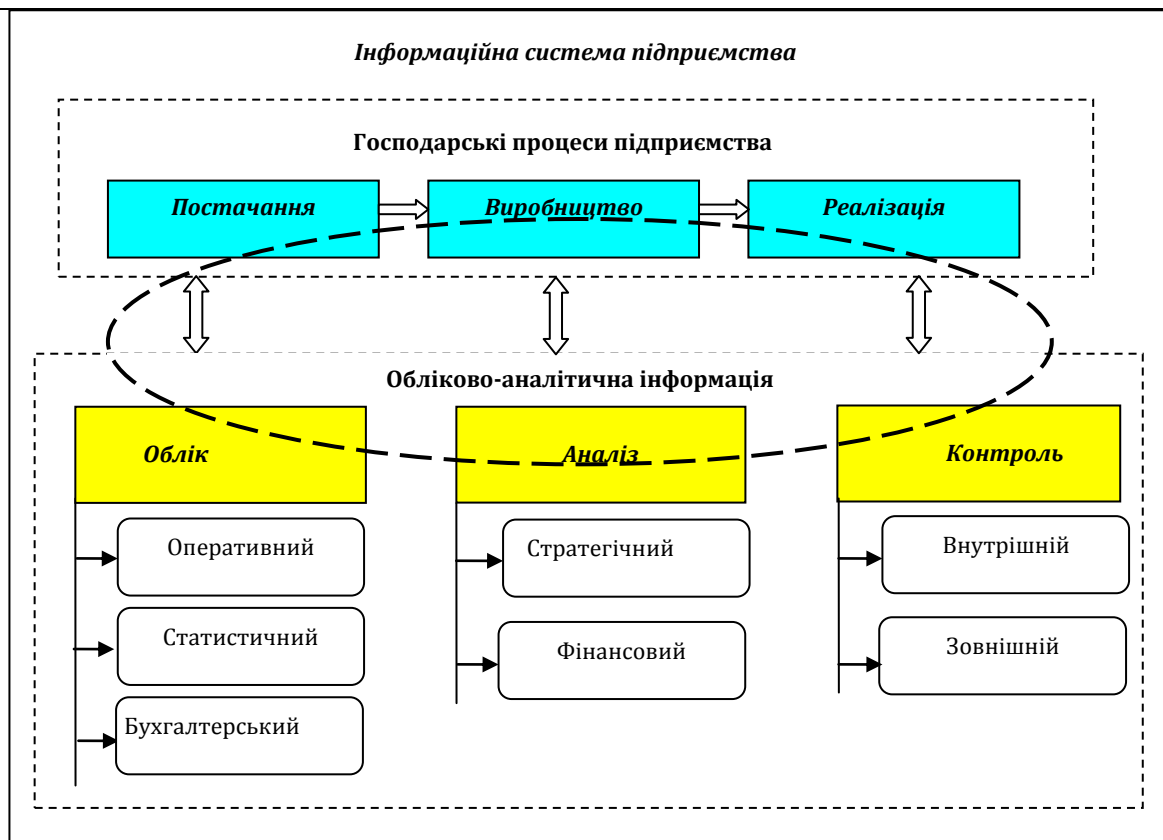 Інформаційна система підприємства
Господарські процеси підприємства
Постачання
Виробництво
Реалізація
Обліково-аналітична інформація
Облік
Аналіз
Контроль
Оперативний
Стратегічний
Внутрішній
Статистичний
Фінансовий
Зовнішній
Бухгалтерський